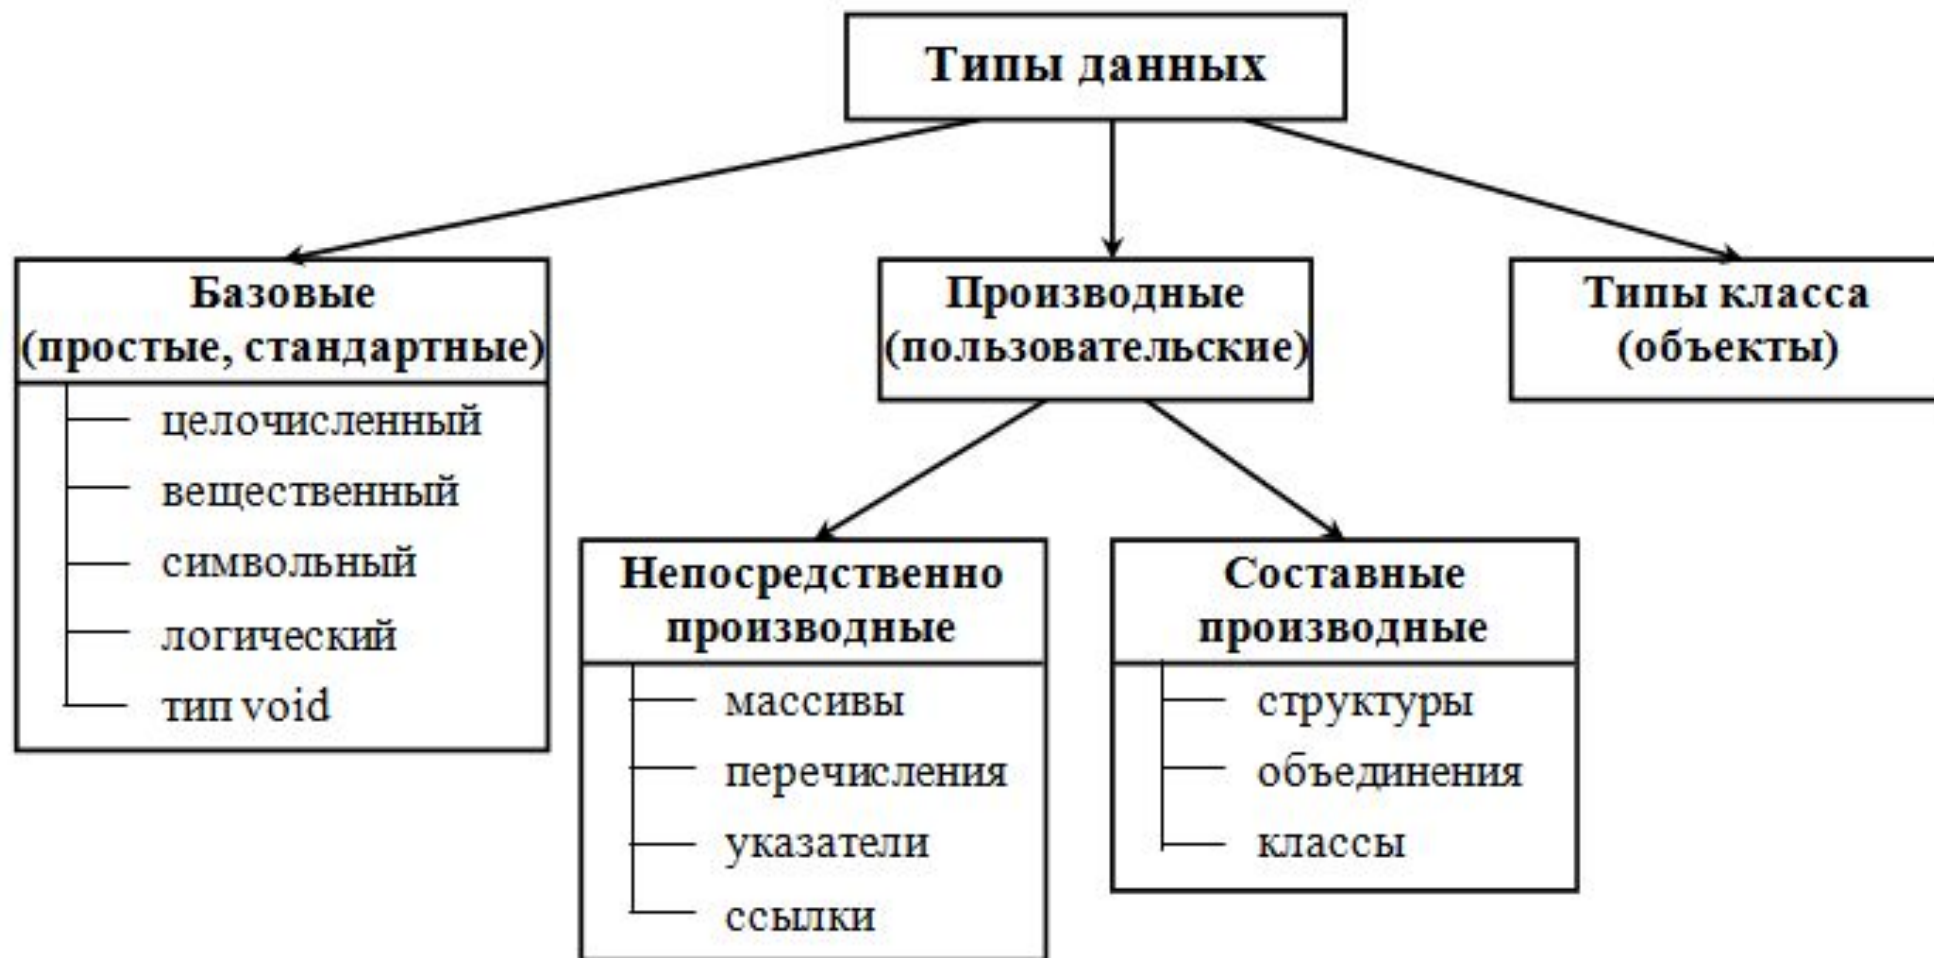 Типы данных
Базовые
(простые, стандартные)
целочисленный
вещественный
символьный
логический
тип void
Производные
(пользовательские)
Типы класса
(объекты)
Непосредственно
производные
массивы
перечисления
указатели
ссылки
Составные
производные
структуры
объединения
классы